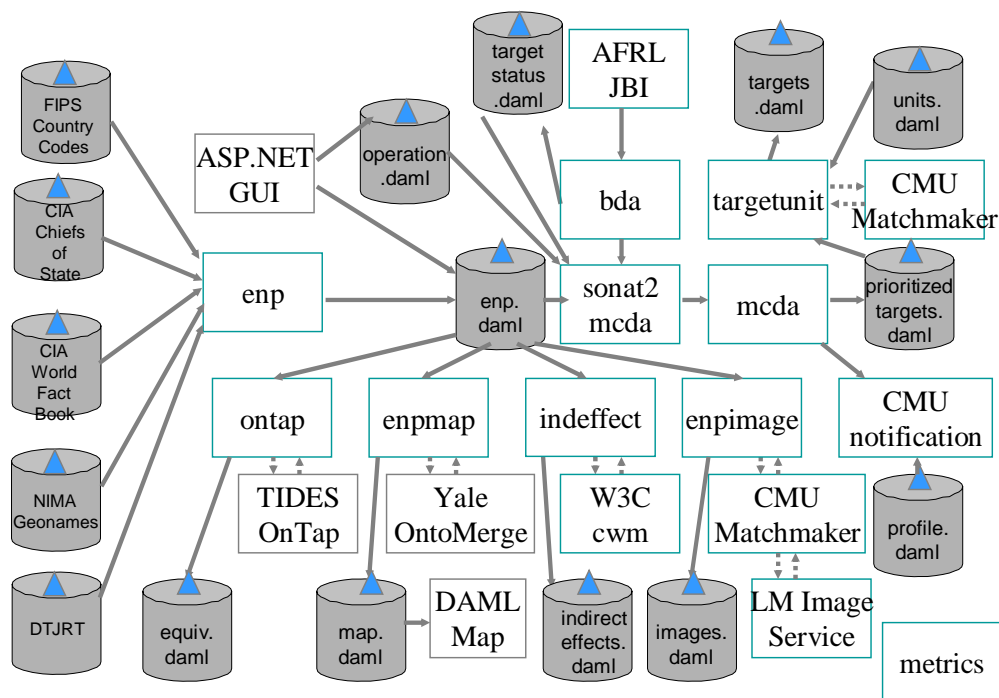 FIPS
Country
Codes
CIA
Chiefs
of
State
CIA
World
Fact
Book
NIMA
Geonames
DTJRT
ASP.NET
GUI
operation
.daml
target
status
.daml
AFRL
JBI
targets
.daml
units.
daml
bda
targetunit
CMU
Matchmaker
enp
enp.
daml
sonat2
mcda
mcda
prioritized
targets.
daml
ontap
enpmap
indeffect
enpimage
CMU
notification
TIDES
OnTap
Yale
OntoMerge
W3C
cwm
CMU
Matchmaker
profile.
daml
equiv.
daml
map.
daml
DAML
Map
indirect
effects.
daml
images.
daml
LM Image
Service
metrics